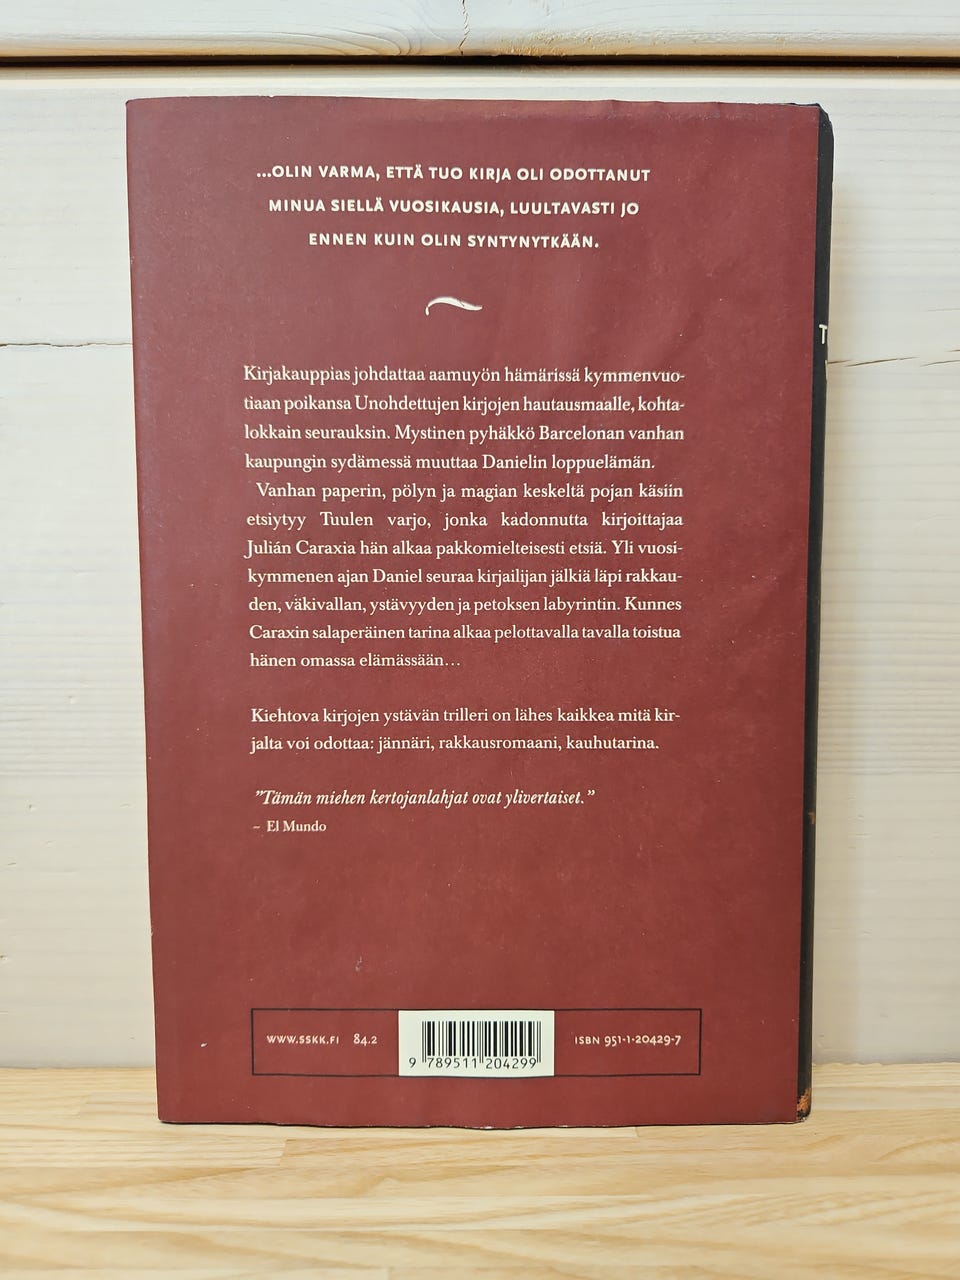 ...OLIN VARMA, ETTÄ TUO KIRJA OLI ODOTTANUT
MINUA SIELLÄ VUOSIKAUSIA, LUULTAVASTI JO
ENNEN KUIN OLIN SYNTYNYTKÄÄN.
Kirjakauppias johdattaa aamuyön hämärissä kymmenvuo-
tiaan poikansa Unohdettujen kirjojen hautausmaalle, kohta-
lokkain seurauksin. Mystinen pyhäkkö Barcelonan vanhan
kaupungin sydämessä muuttaa Danielin loppuelämän.
Vanhan paperin, pölyn ja magian keskeltä pojan käsiin
etsiytyy Tuulen varjo, jonka kadonnutta kirjoittajaa
Julián Caraxia hän alkaa pakkomielteisesti etsiä. Yli vuosi-
kymmenen ajan Daniel seuraa kirjailijan jälkiä läpi rakkau-
den, väkivallan, ystävyyden ja petoksen labyrintin. Kunnes
Caraxin salaperäinen tarina alkaa pelottavalla tavalla toistua
hänen omassa elämässään...
Kiehtova kirjojen ystävän trilleri on lähes kaikkea mitä kir-
jalta voi odottaa: jännäri, rakkausromaani, kauhutarina.
"Tämän miehen kertojanlahjat ovat ylivertaiset."
– El Mundo
WWW.SSKK.FI 84.2
9 789511 204299
ISBN 951-1-20429-7
T